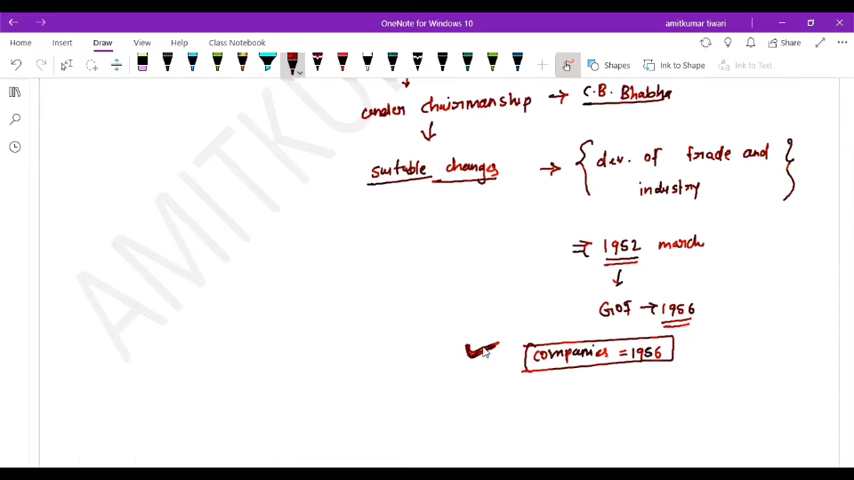 OneNote for Windows 10
amitkumar tiwari
Home Insert Draw View Help Class Notebook
Share
Shapes Ink to Shape Ink to Text
under chairmanship → C.B. Bhabha
suitable changes → { dev. of trade and
industry }
⇒ 1952 march
GOI → 1956
companies = 1956
AMITKU